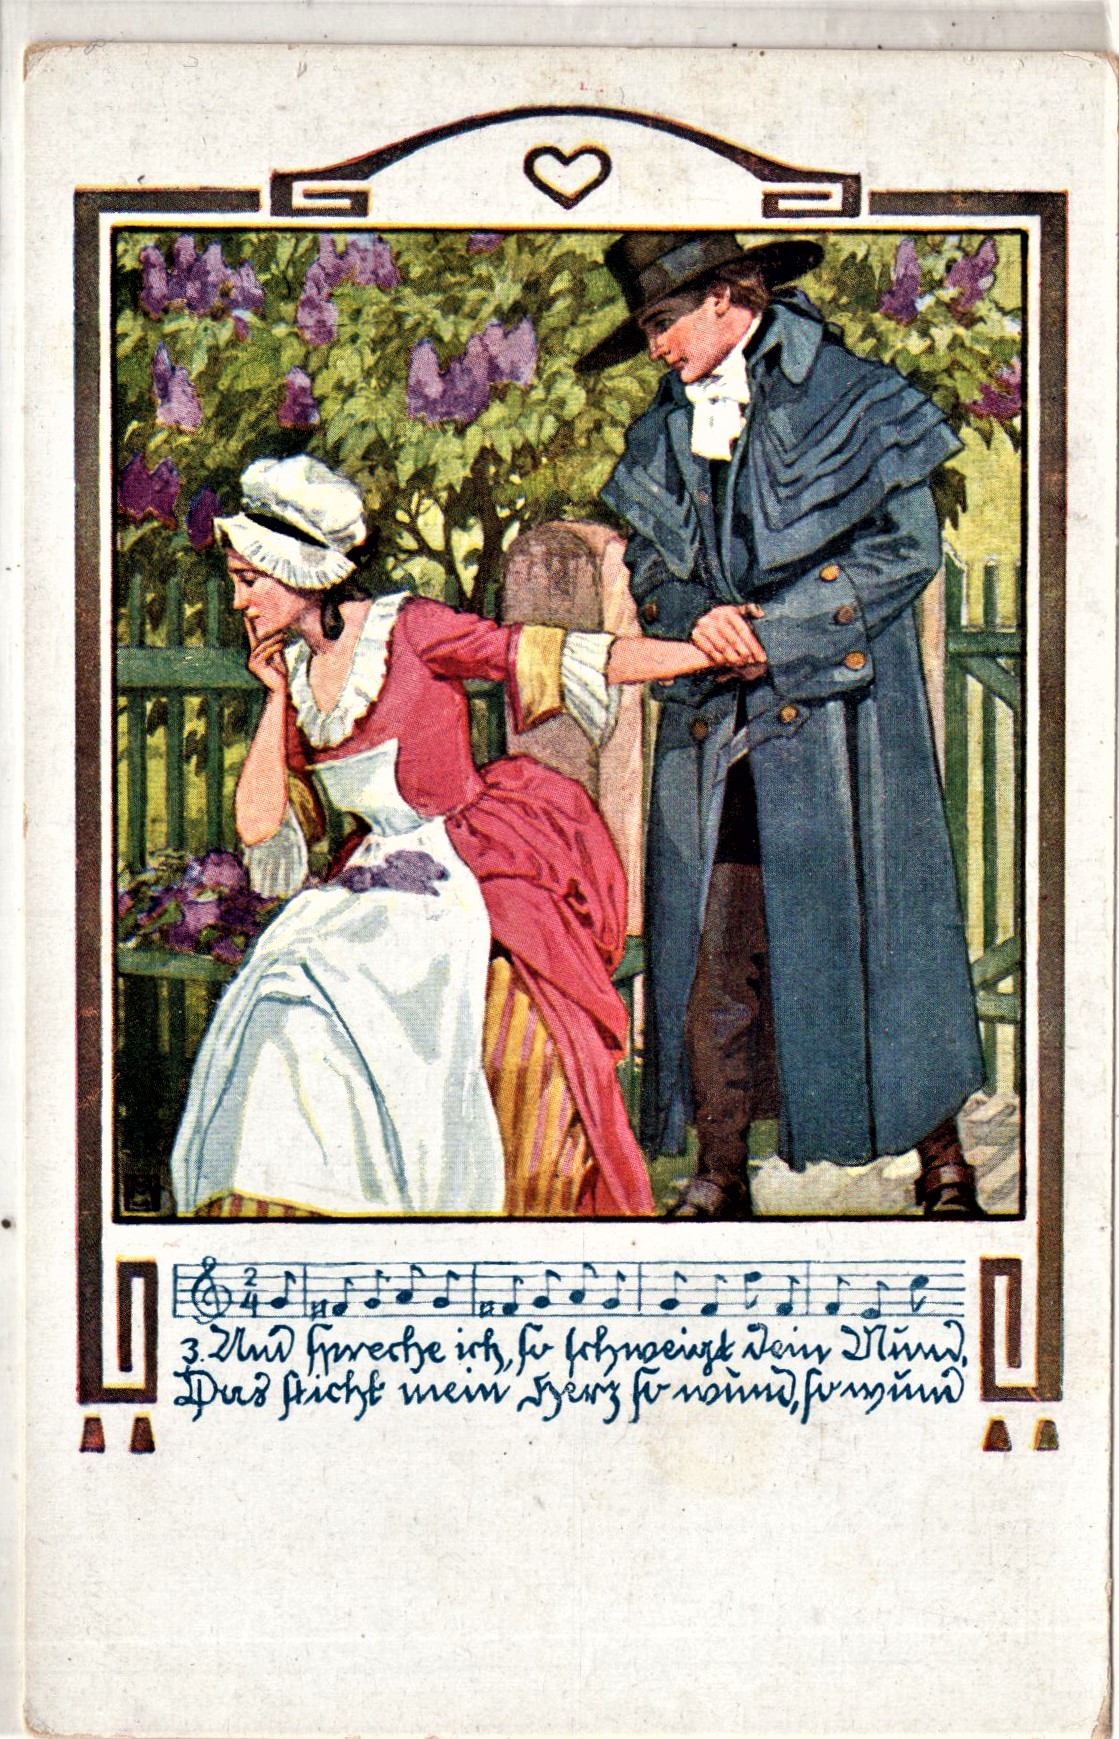 3. Und spreche ich, so schweigt dein Mund,
Das sticht mein Herz so wund, so wund